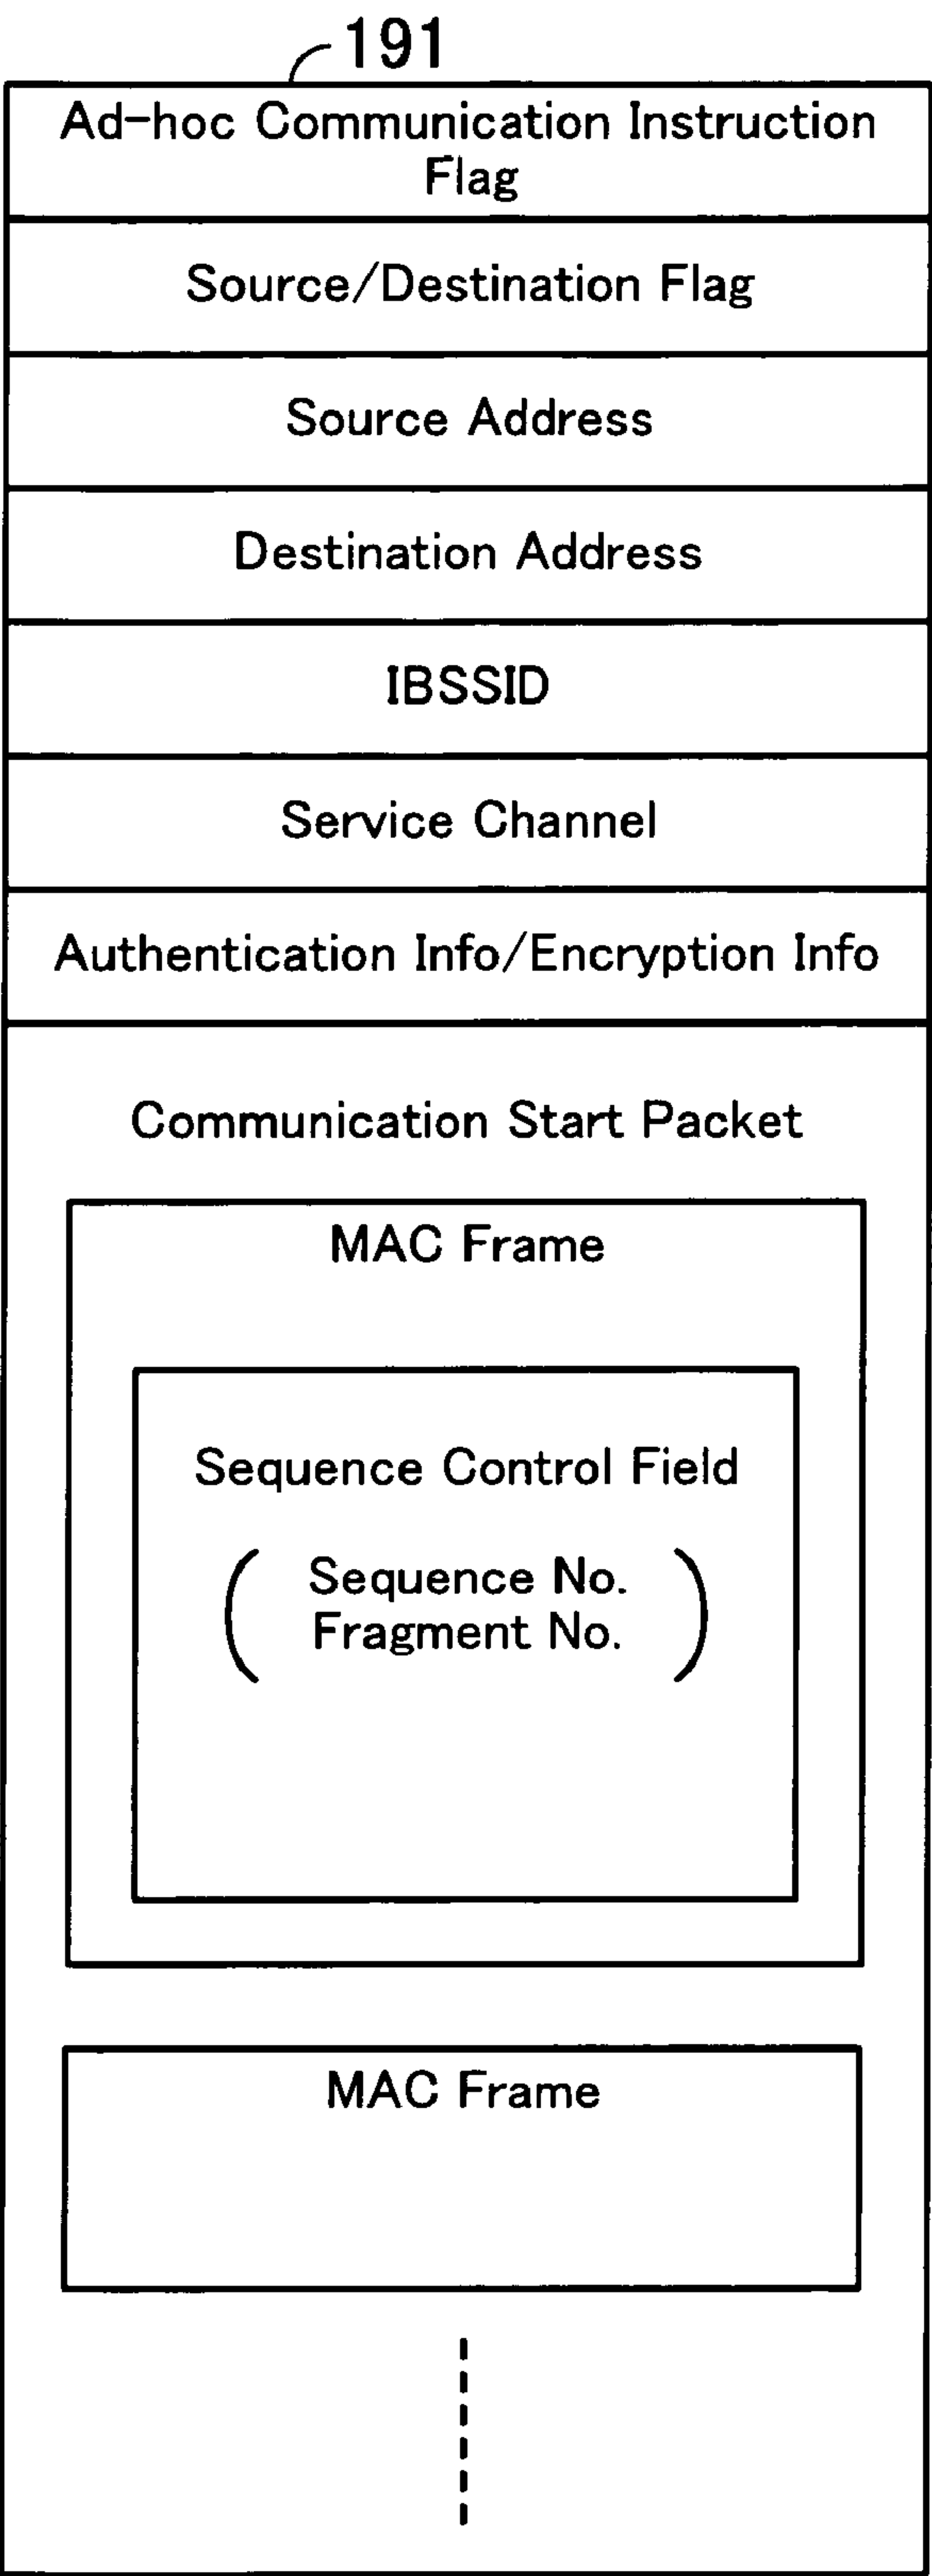 191
Ad-hoc Communication Instruction
Flag
Source/Destination Flag
Source Address
Destination Address
IBSSID
Service Channel
Authentication Info/Encryption Info
Communication Start Packet
MAC Frame
Sequence Control Field
( Sequence No.
Fragment No. )
MAC Frame